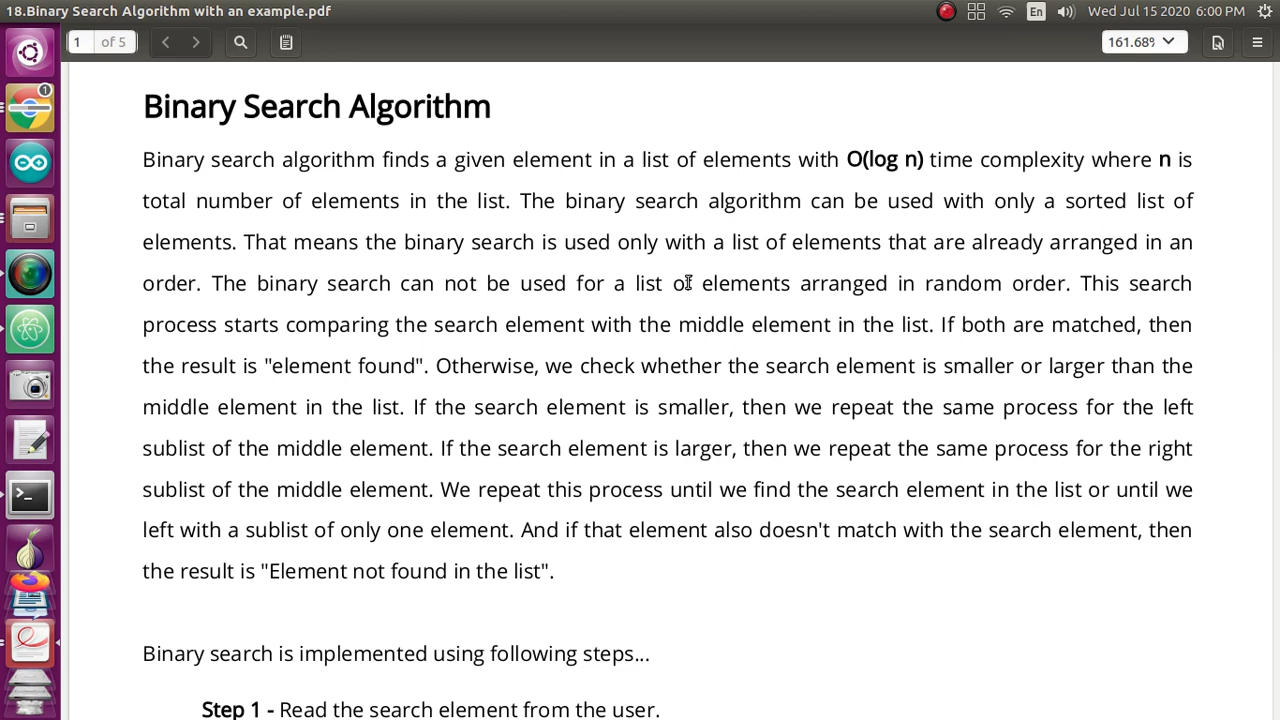 18.Binary Search Algorithm with an example.pdf
En
Wed Jul 15 2020 6:00 PM
1 of 5
161.68%
1
Binary Search Algorithm
Binary search algorithm finds a given element in a list of elements with O(log n) time complexity where n is
total number of elements in the list. The binary search algorithm can be used with only a sorted list of
elements. That means the binary search is used only with a list of elements that are already arranged in an
order. The binary search can not be used for a list of elements arranged in random order. This search
process starts comparing the search element with the middle element in the list. If both are matched, then
the result is "element found". Otherwise, we check whether the search element is smaller or larger than the
middle element in the list. If the search element is smaller, then we repeat the same process for the left
sublist of the middle element. If the search element is larger, then we repeat the same process for the right
sublist of the middle element. We repeat this process until we find the search element in the list or until we
left with a sublist of only one element. And if that element also doesn't match with the search element, then
the result is "Element not found in the list".
Binary search is implemented using following steps...
Step 1 - Read the search element from the user.